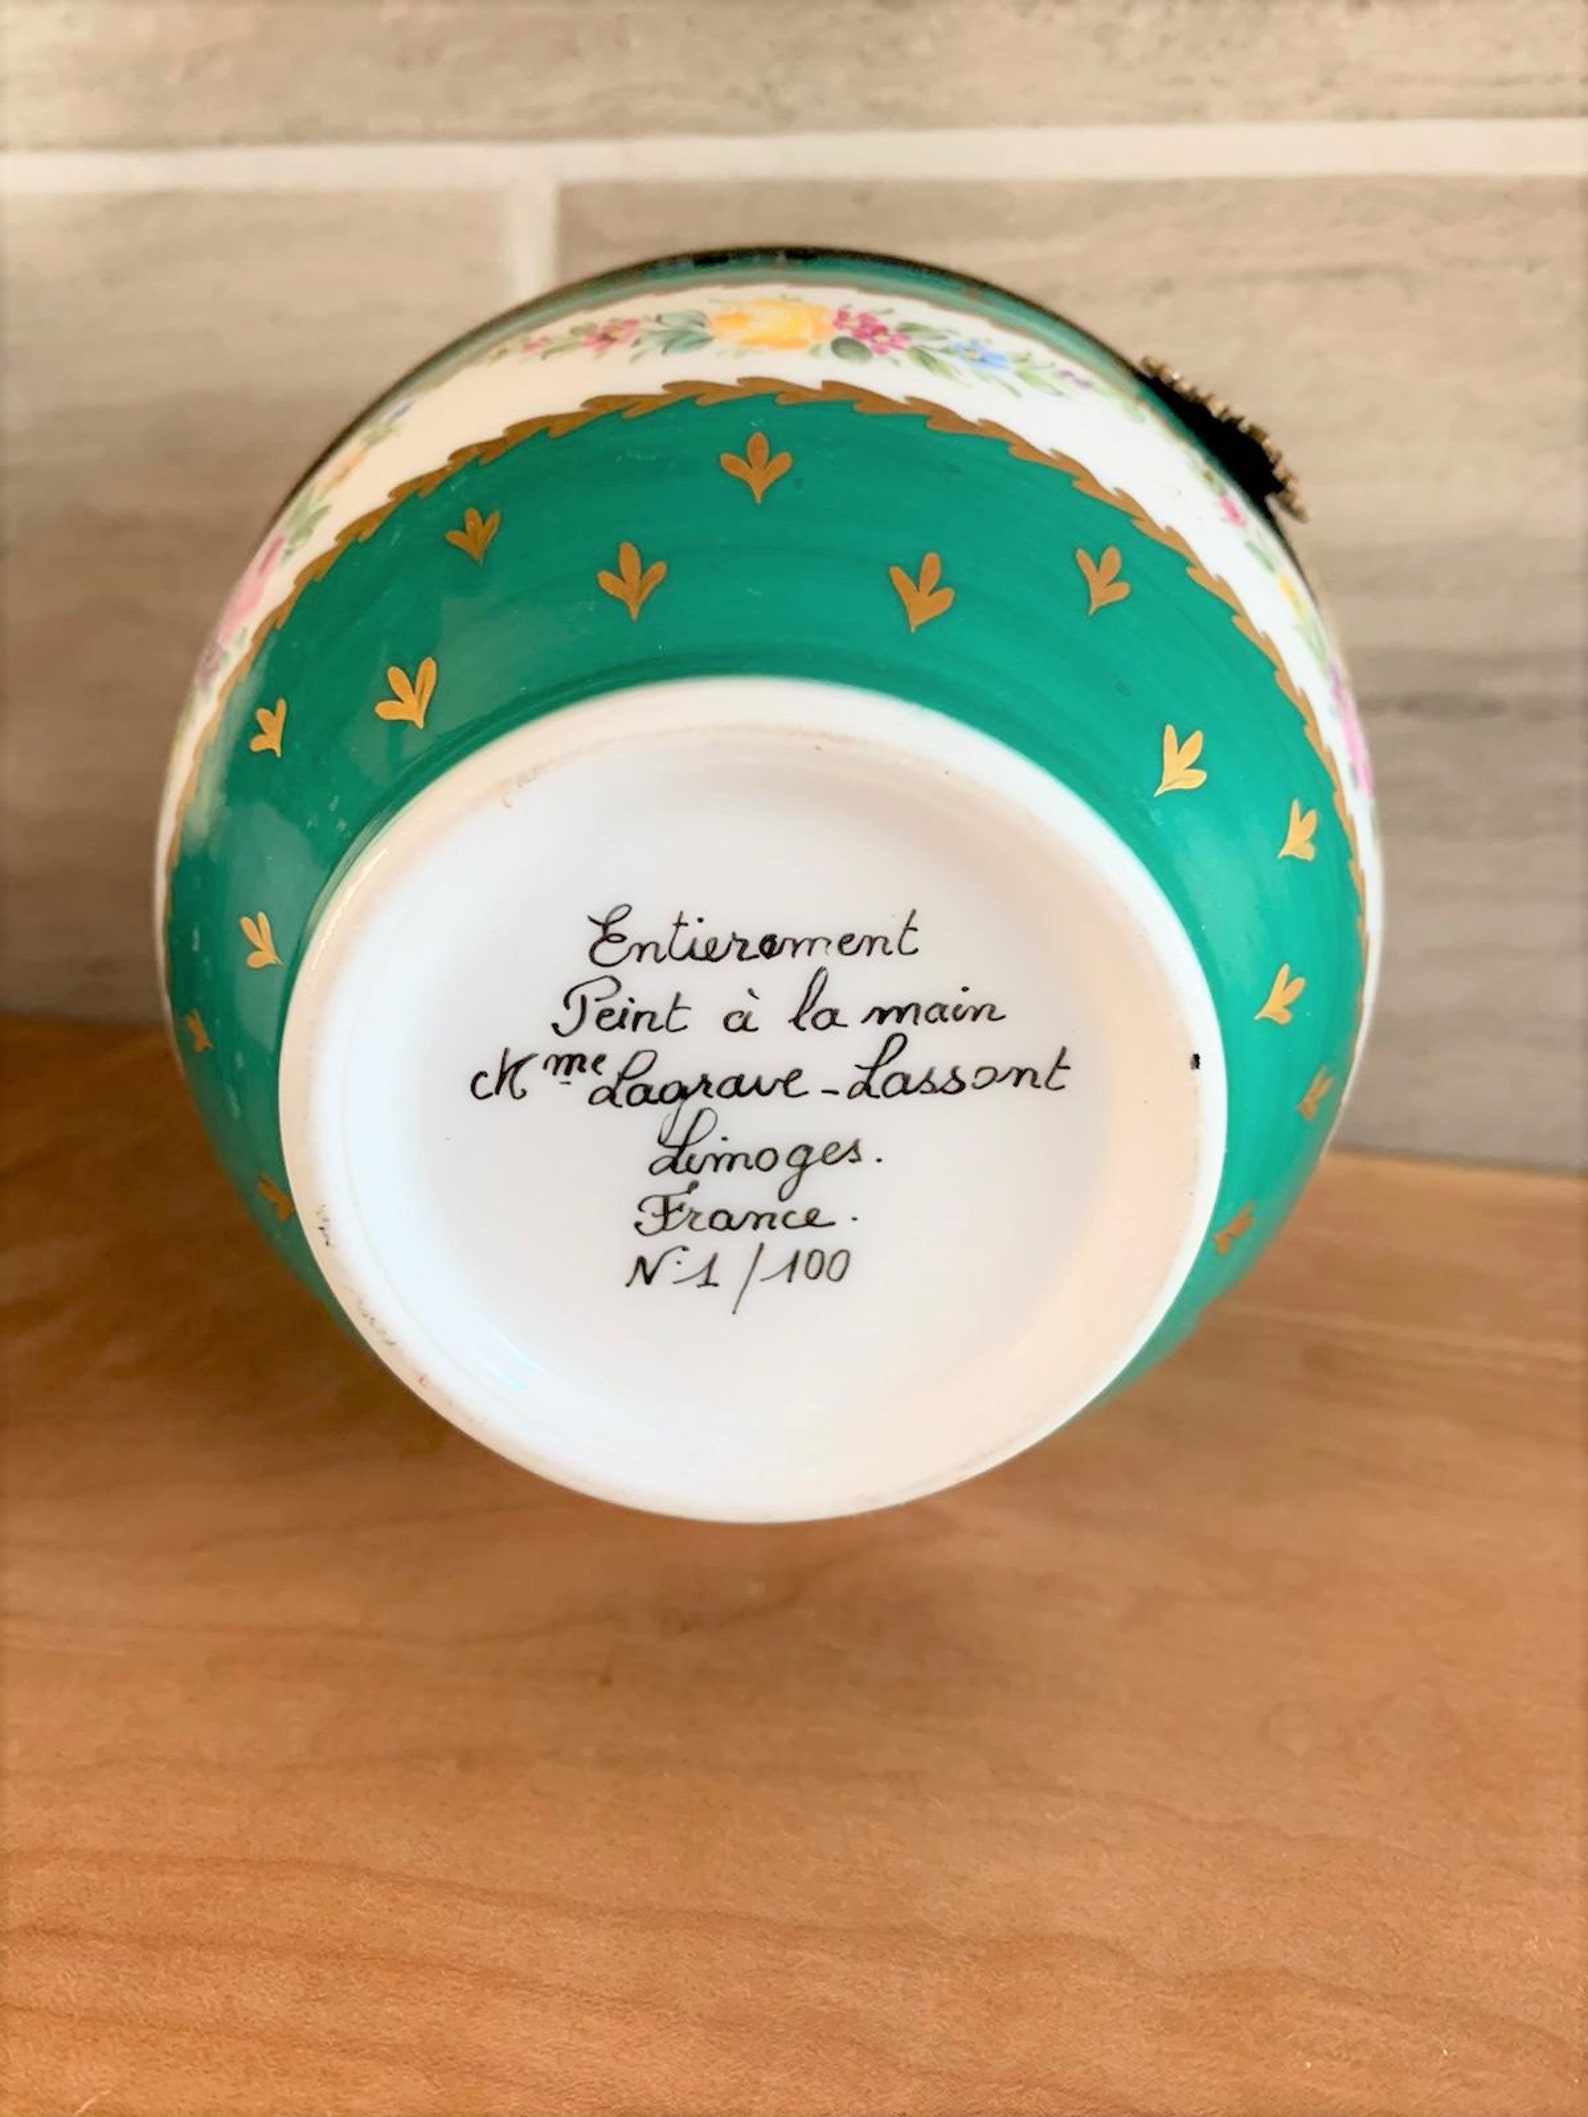 Entierement
Peint à la main
Mme Lagrave - Lassont
Limoges.
France.
N.1/100